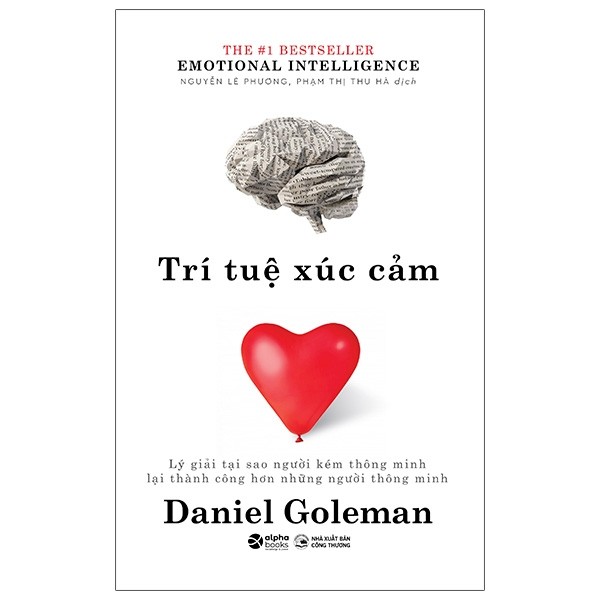 THE #1 BESTSELLER
EMOTIONAL INTELLIGENCE
NGUYỄN LÊ PHƯƠNG, PHẠM THỊ THU HÀ dịch
Trí tuệ xúc cảm
Lý giải tại sao người kém thông minh
lại thành công hơn những người thông minh
Daniel Goleman
alpha
books
NHÀ XUẤT BẢN
CÔNG THƯƠNG